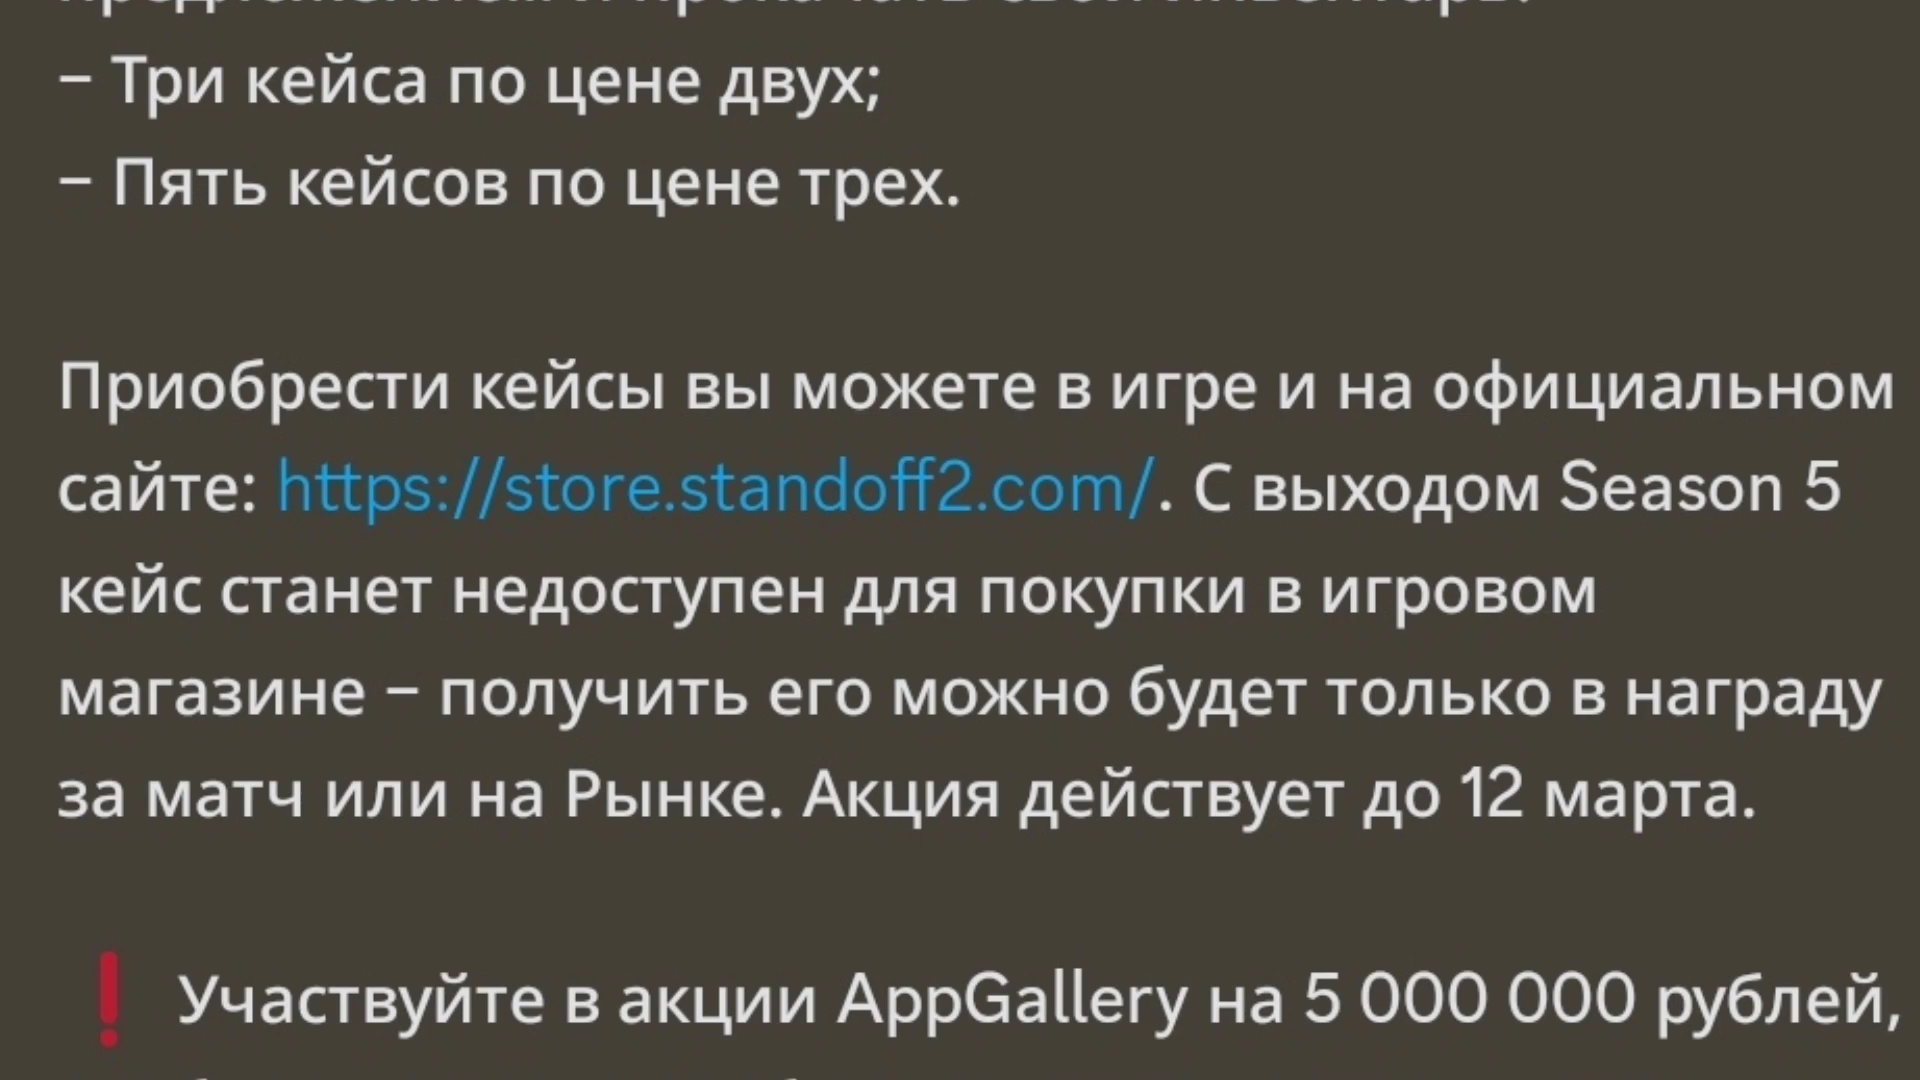 – Три кейса по цене двух;
– Пять кейсов по цене трех.
Приобрести кейсы вы можете в игре и на официальном
сайте: https://store.standoff2.com/. С выходом Season 5
кейс станет недоступен для покупки в игровом
магазине – получить его можно будет только в награду
за матч или на Рынке. Акция действует до 12 марта.
❗ Участвуйте в акции AppGallery на 5 000 000 рублей,